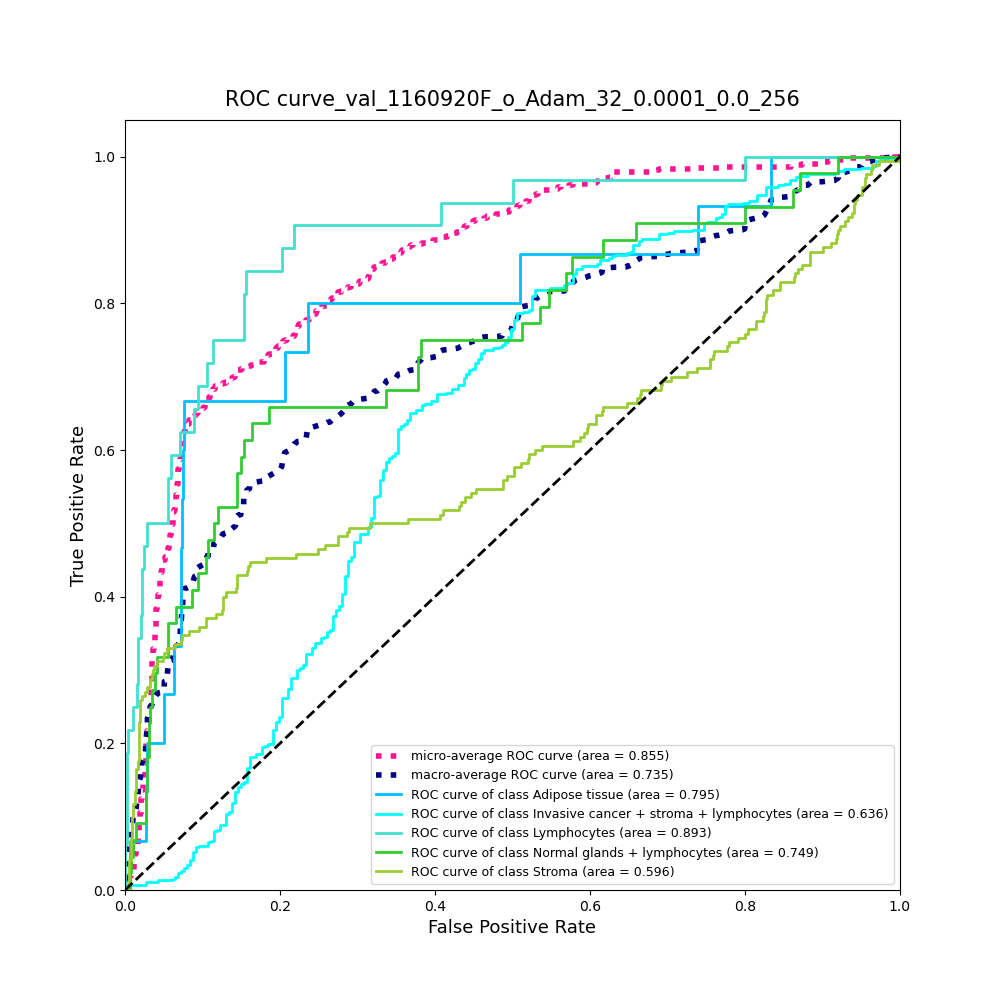 ROC curve_val_1160920F_o_Adam_32_0.0001_0.0_256
1.0
0.8
0.6
0.4
0.2
0.0
True Positive Rate
micro-average ROC curve (area = 0.855)
macro-average ROC curve (area = 0.735)
ROC curve of class Adipose tissue (area = 0.795)
ROC curve of class Invasive cancer + stroma + lymphocytes (area = 0.636)
ROC curve of class Lymphocytes (area = 0.893)
ROC curve of class Normal glands + lymphocytes (area = 0.749)
ROC curve of class Stroma (area = 0.596)
0.0 0.2 0.4 0.6 0.8 1.0
False Positive Rate